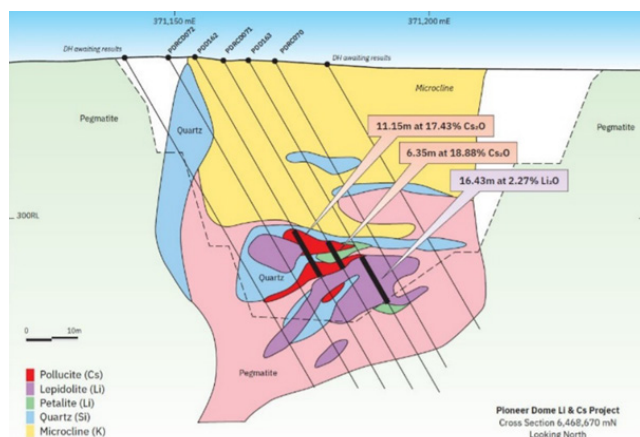 371,150 mE
371,200 mE
DH awaiting results
PDRC0072
PDD162
PDRC0071
PDD163
PDRC070
DH awaiting results
Microcline
Pegmatite
Quartz
Pegmatite
11.15m at 17.43% Cs₂O
6.35m at 18.88% Cs₂O
16.43m at 2.27% Li₂O
300RL
Quartz
0 10m
Pegmatite
Pollucite (Cs)
Lepidolite (Li)
Petalite (Li)
Quartz (Si)
Microcline (K)
Pioneer Dome Li & Cs Project
Cross Section 6,468,670 mN
Looking North